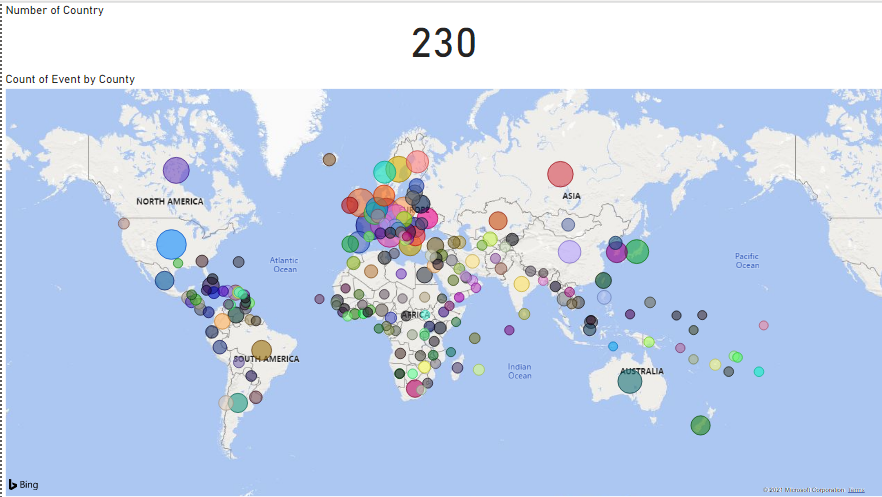 Number of Country
230
Count of Event by County
NORTH AMERICA
ASIA
Atlantic
Ocean
Pacific
Ocean
AFRICA
SOUTH AMERICA
Indian
Ocean
AUSTRALIA
Bing
© 2021 Microsoft Corporation Terms